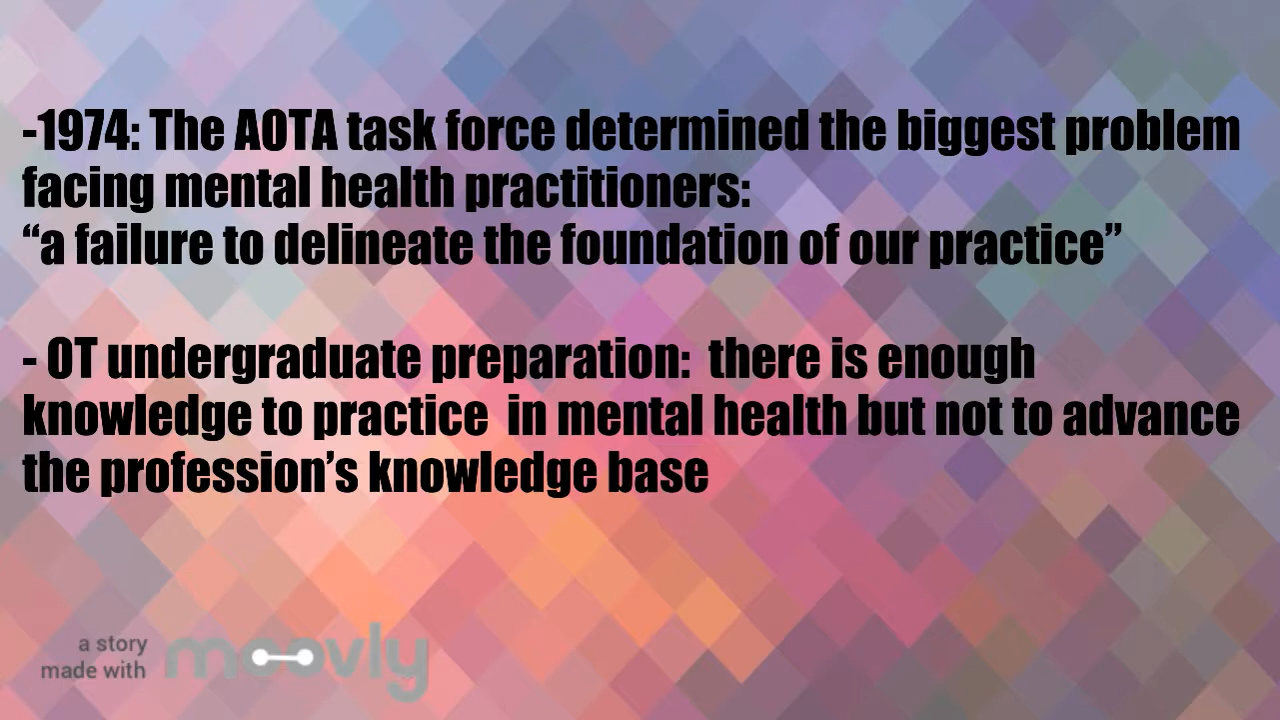 -1974: The AOTA task force determined the biggest problem
facing mental health practitioners:
“a failure to delineate the foundation of our practice”
- OT undergraduate preparation:  there is enough
knowledge to practice  in mental health but not to advance
the profession’s knowledge base
a story
made with
moovly